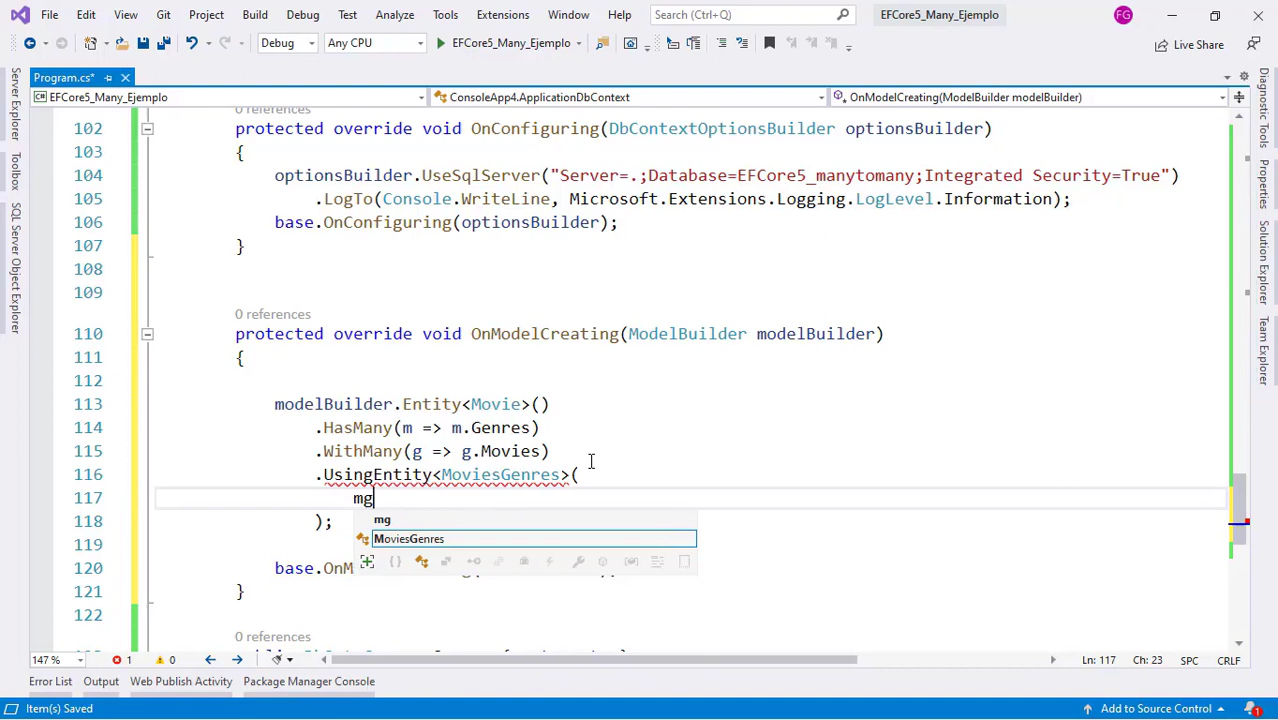 File Edit View Git Project Build Debug Test Analyze Tools Extensions Window Help Search (Ctrl+Q) EFCore5_Many_Ejemplo FG
Debug Any CPU EFCore5_Many_Ejemplo Live Share
Program.cs*
EFCore5_Many_Ejemplo ConsoleApp4.ApplicationDbContext OnModelCreating(ModelBuilder modelBuilder)
Server Explorer
Toolbox
SQL Server Object Explorer
0 references
102 protected override void OnConfiguring(DbContextOptionsBuilder optionsBuilder)
103 {
104 optionsBuilder.UseSqlServer("Server=.;Database=EFCore5_manytomany;Integrated Security=True")
105 .LogTo(Console.WriteLine, Microsoft.Extensions.Logging.LogLevel.Information);
106 base.OnConfiguring(optionsBuilder);
107 }
108
109
0 references
110 protected override void OnModelCreating(ModelBuilder modelBuilder)
111 {
112
113 modelBuilder.Entity<Movie>()
114 .HasMany(m => m.Genres)
115 .WithMany(g => g.Movies)
116 .UsingEntity<MoviesGenres>(
117 mg
118 );
mg
MoviesGenres
119
120 base.OnM
121 }
122
0 references
Diagnostic Tools
Properties
Solution Explorer
Team Explorer
147 % 1 0 Ln: 117 Ch: 23 SPC CRLF
Error List Output Web Publish Activity Package Manager Console
Item(s) Saved Add to Source Control 1